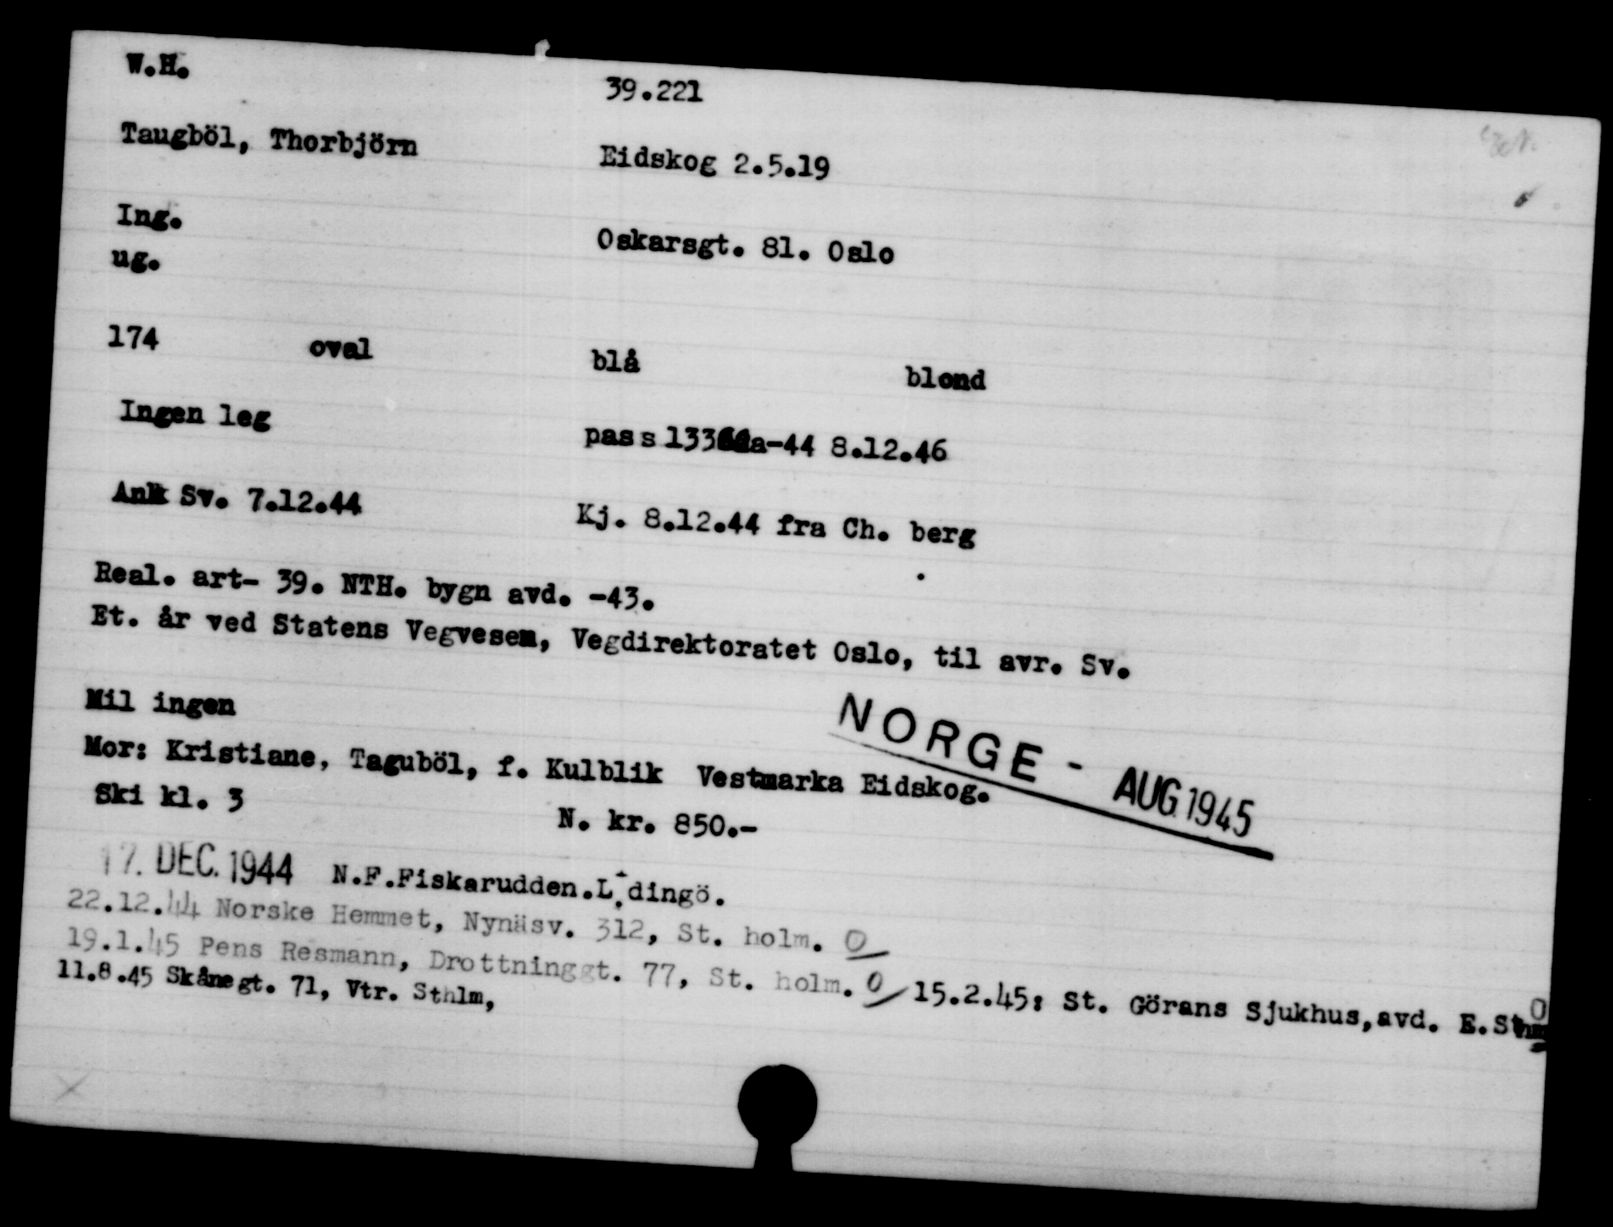 W.H. 39.221
Taugböl, Thorbjörn Eidskog 2.5.19
Ing. Oskarsgt. 81. Oslo
ug.
174 oval blå blond
Ingen leg pass a-44 8.12.46
Ank Sv. 7.12.44 Kj. 8.12.44 fra Ch. berg
Real. art- 39. NTH. bygn avd. -43.
Et. år ved Statens Vegvesem, Vegdirektoratet Oslo, til avr. Sv.
Mil ingen
NORGE - AUG 1945
Mor: Kristiane, Taguböl, f. Kulblik Vestmarka Eidskog.
Ski kl. 3 N. kr. 850.-
17. DEC. 1944 N.F.Fiskarudden.Lidingö.
22.12.44 Norske Hemmet, Nynäsv. 312, St. holm. O
19.1.45 Pens Resmann, Drottninggt. 77, St. holm. O 15.2.45: St. Görans Sjukhus,avd. E. O
11.8.45 Skånegt. 71, Vtr. Sthlm,